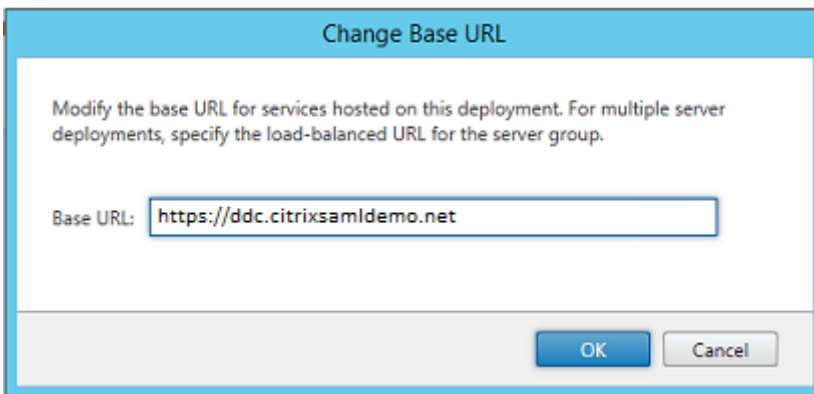 Change Base URL
Modify the base URL for services hosted on this deployment. For multiple server
deployments, specify the load-balanced URL for the server group.
Base URL: https://ddc.citrixsamldemo.net
OK Cancel